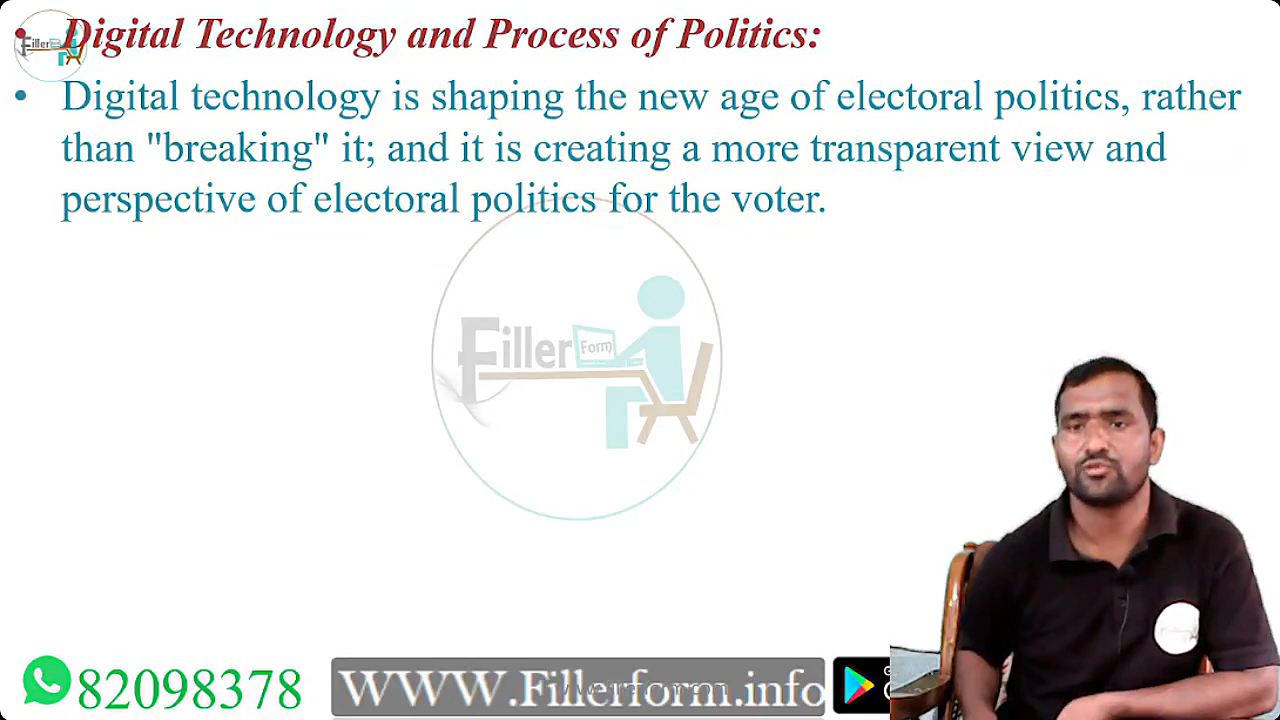 • Digital Technology and Process of Politics:
• Digital technology is shaping the new age of electoral politics, rather
than "breaking" it; and it is creating a more transparent view and
perspective of electoral politics for the voter.
Filler Form
82098378
WWW.Fillerform.info